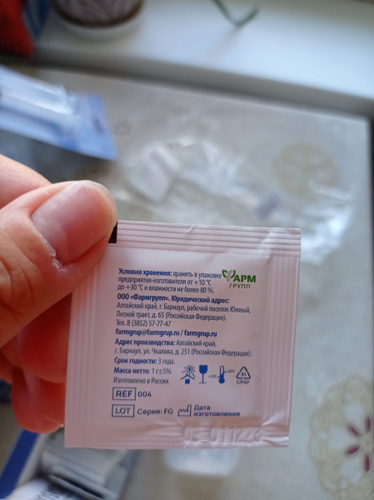 Условия хранения: хранить в упаковке
предприятия-изготовителя от +10 °C
до +30 °C и влажности не более 80 %.
ФАРМ
ГРУПП
ООО «Фармгрупп». Юридический адрес:
Алтайский край, г. Барнаул, рабочий поселок Южный,
Лесной тракт, д. 65 (Российская Федерация).
Тел. 8 (3852) 57-77-47
farmgrup@farmgrup.ru / farmgrup.ru
Адрес производства: Алтайский край,
г. Барнаул, ул. Чкалова, д. 251 (Российская Федерация).
Срок годности: 3 года.
Масса нетто: 1 г ± 5%
Изготовлено в России
C/PAP
REF 004
LOT Серия: FG Дата
изготовления